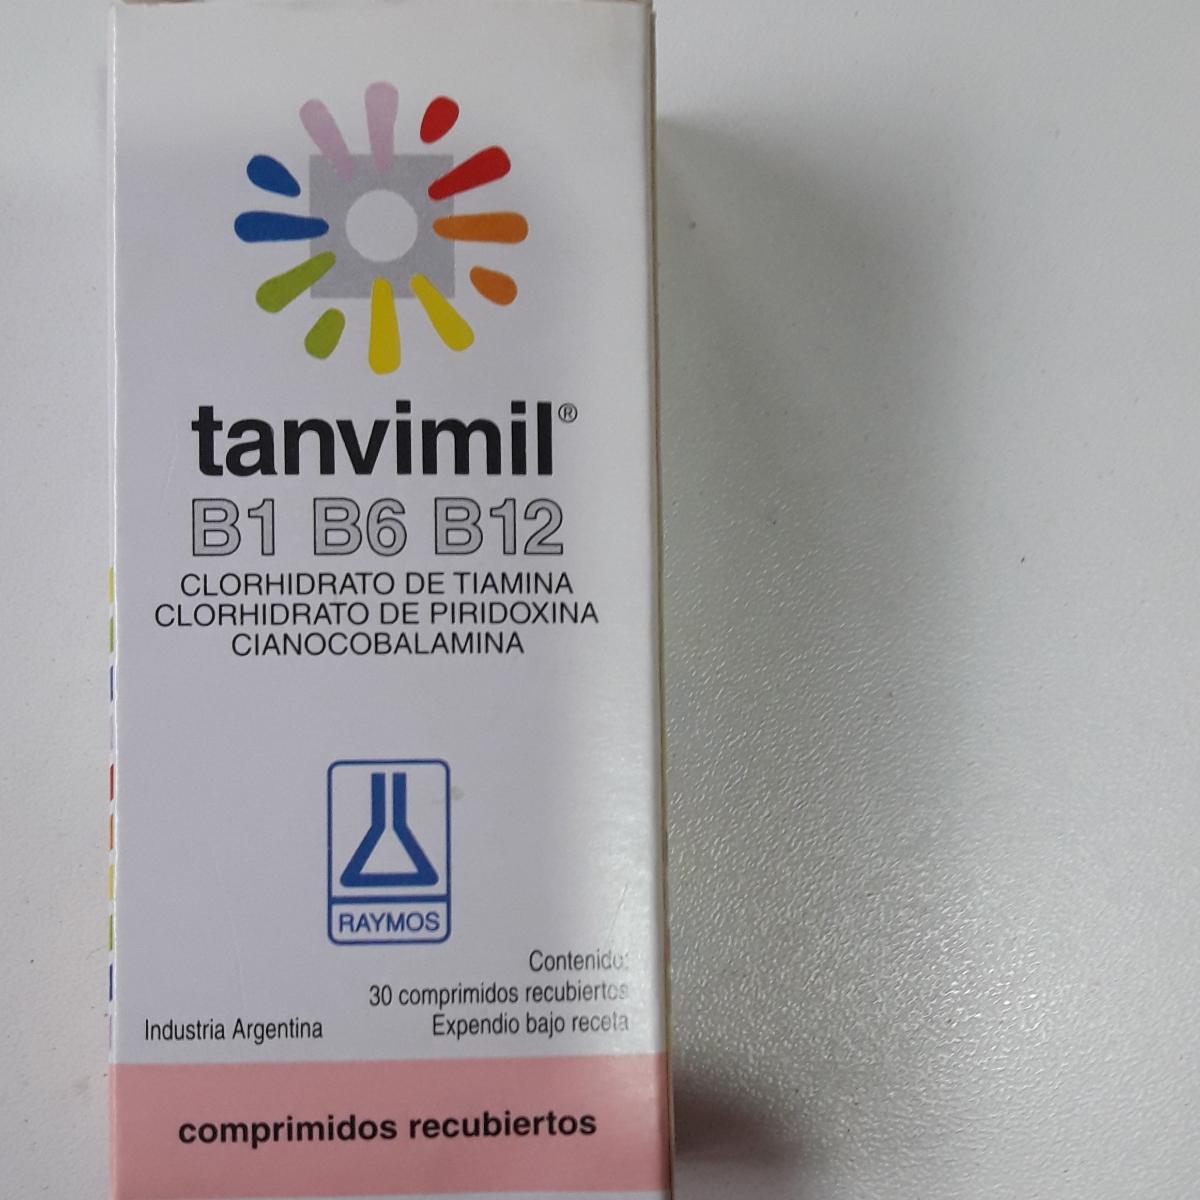 tanvimil®
B1 B6 B12
CLORHIDRATO DE TIAMINA
CLORHIDRATO DE PIRIDOXINA
CIANOCOBALAMINA
RAYMOS
Contenido:
30 comprimidos recubiertos
Industria Argentina
Expendio bajo receta
comprimidos recubiertos